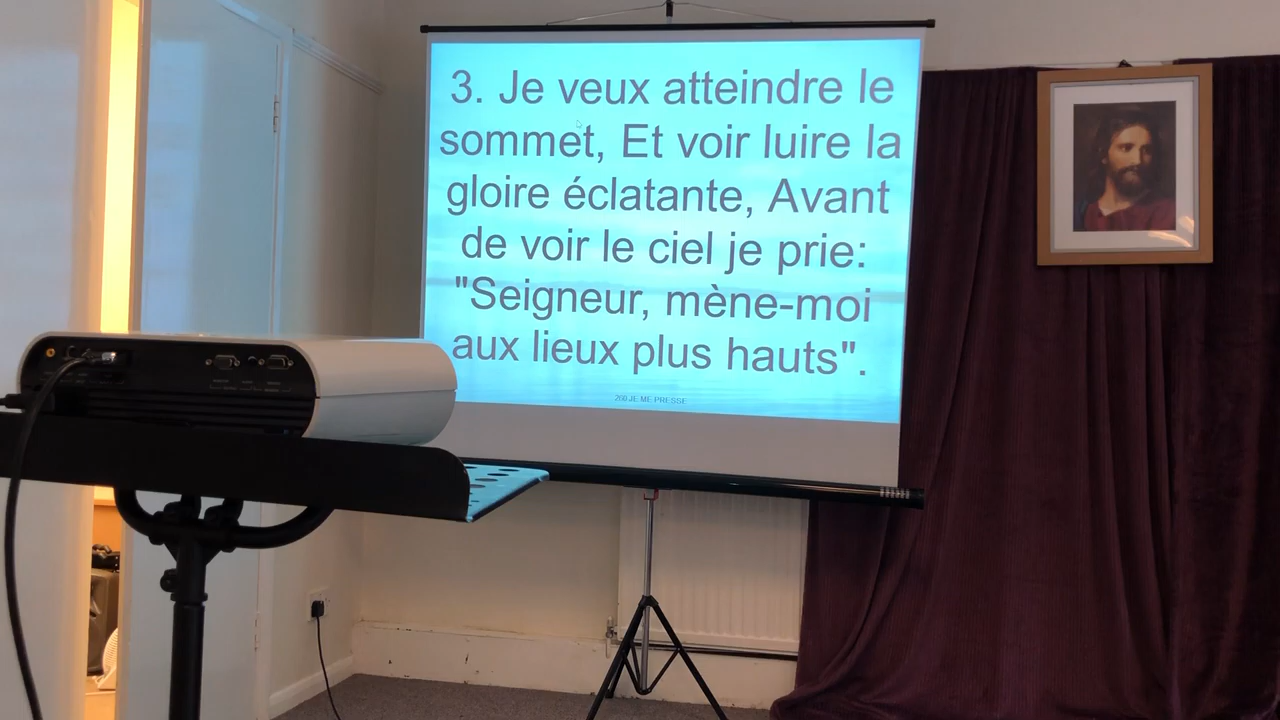 3. Je veux atteindre le
sommet, Et voir luire la
gloire éclatante, Avant
de voir le ciel je prie:
"Seigneur, mène-moi
aux lieux plus hauts".
260 JE ME PRESSE